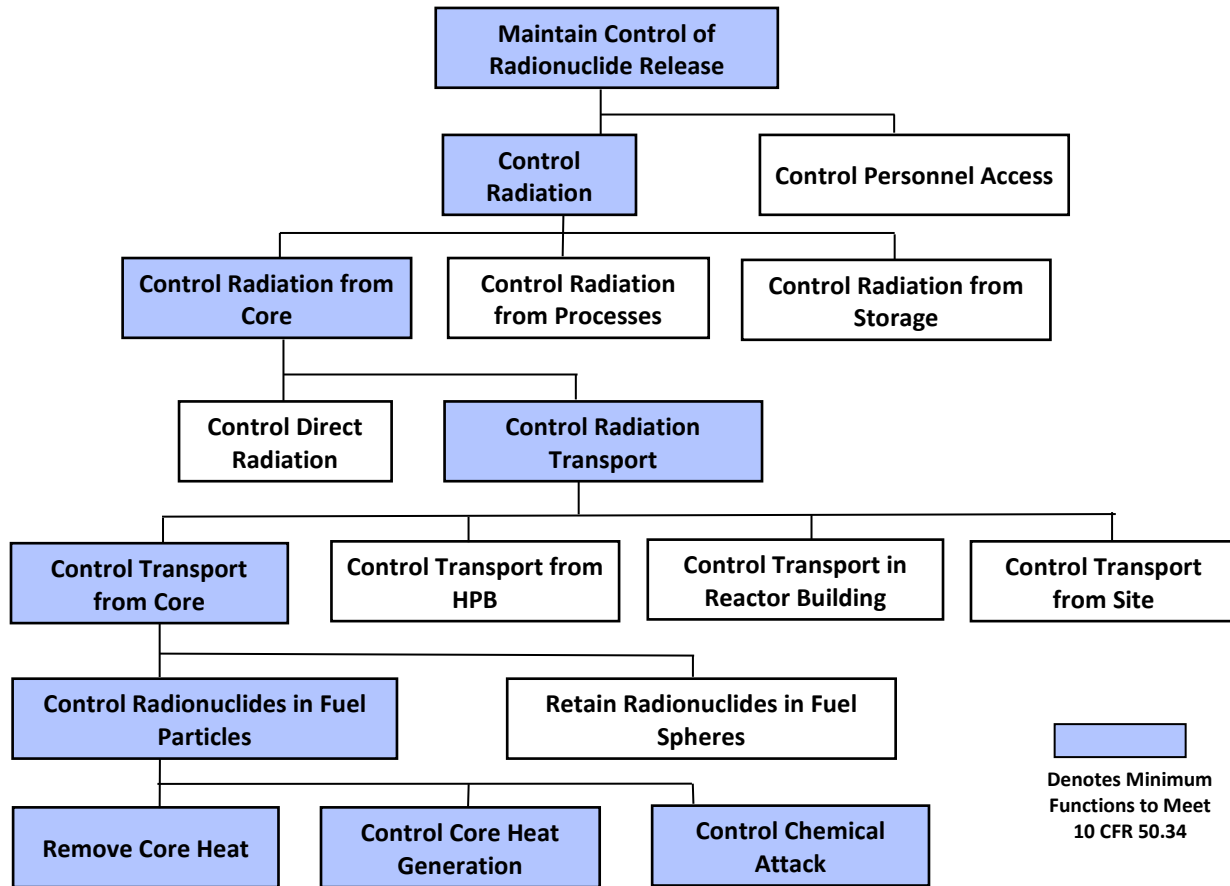 Maintain Control of
Radionuclide Release
Control
Radiation
Control Personnel Access
Control Radiation from
Core
Control Radiation
from Processes
Control Radiation from
Storage
Control Direct
Radiation
Control Radiation
Transport
Control Transport
from Core
Control Transport from
HPB
Control Transport in
Reactor Building
Control Transport
from Site
Control Radionuclides in Fuel
Particles
Retain Radionuclides in Fuel
Spheres
Remove Core Heat
Control Core Heat
Generation
Control Chemical
Attack
Denotes Minimum
Functions to Meet
10 CFR 50.34